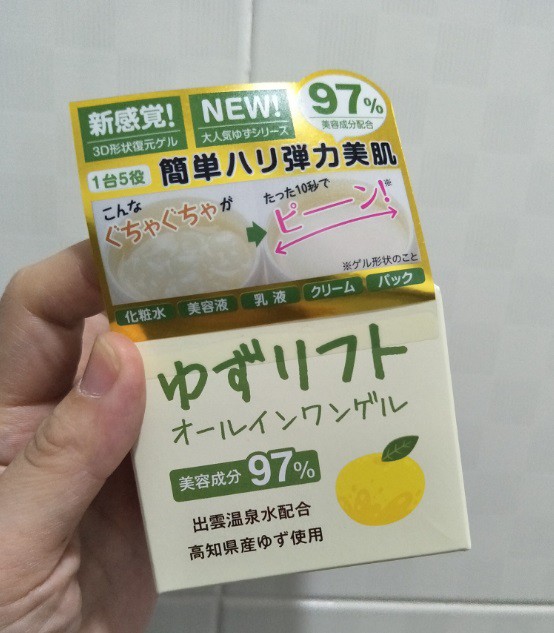 新感覚!
3D形状復元ゲル
NEW!
大人気ゆずシリーズ
97%
美容成分配合
1台5役
簡単ハリ弾力美肌
こんな
ぐちゃぐちゃが
たった10秒で
ピーーン!※
※ゲル形状のこと
化粧水
美容液
乳液
クリーム
パック
ゆずリフト
オールインワンゲル
美容成分97%
出雲温泉水配合
高知県産ゆず使用